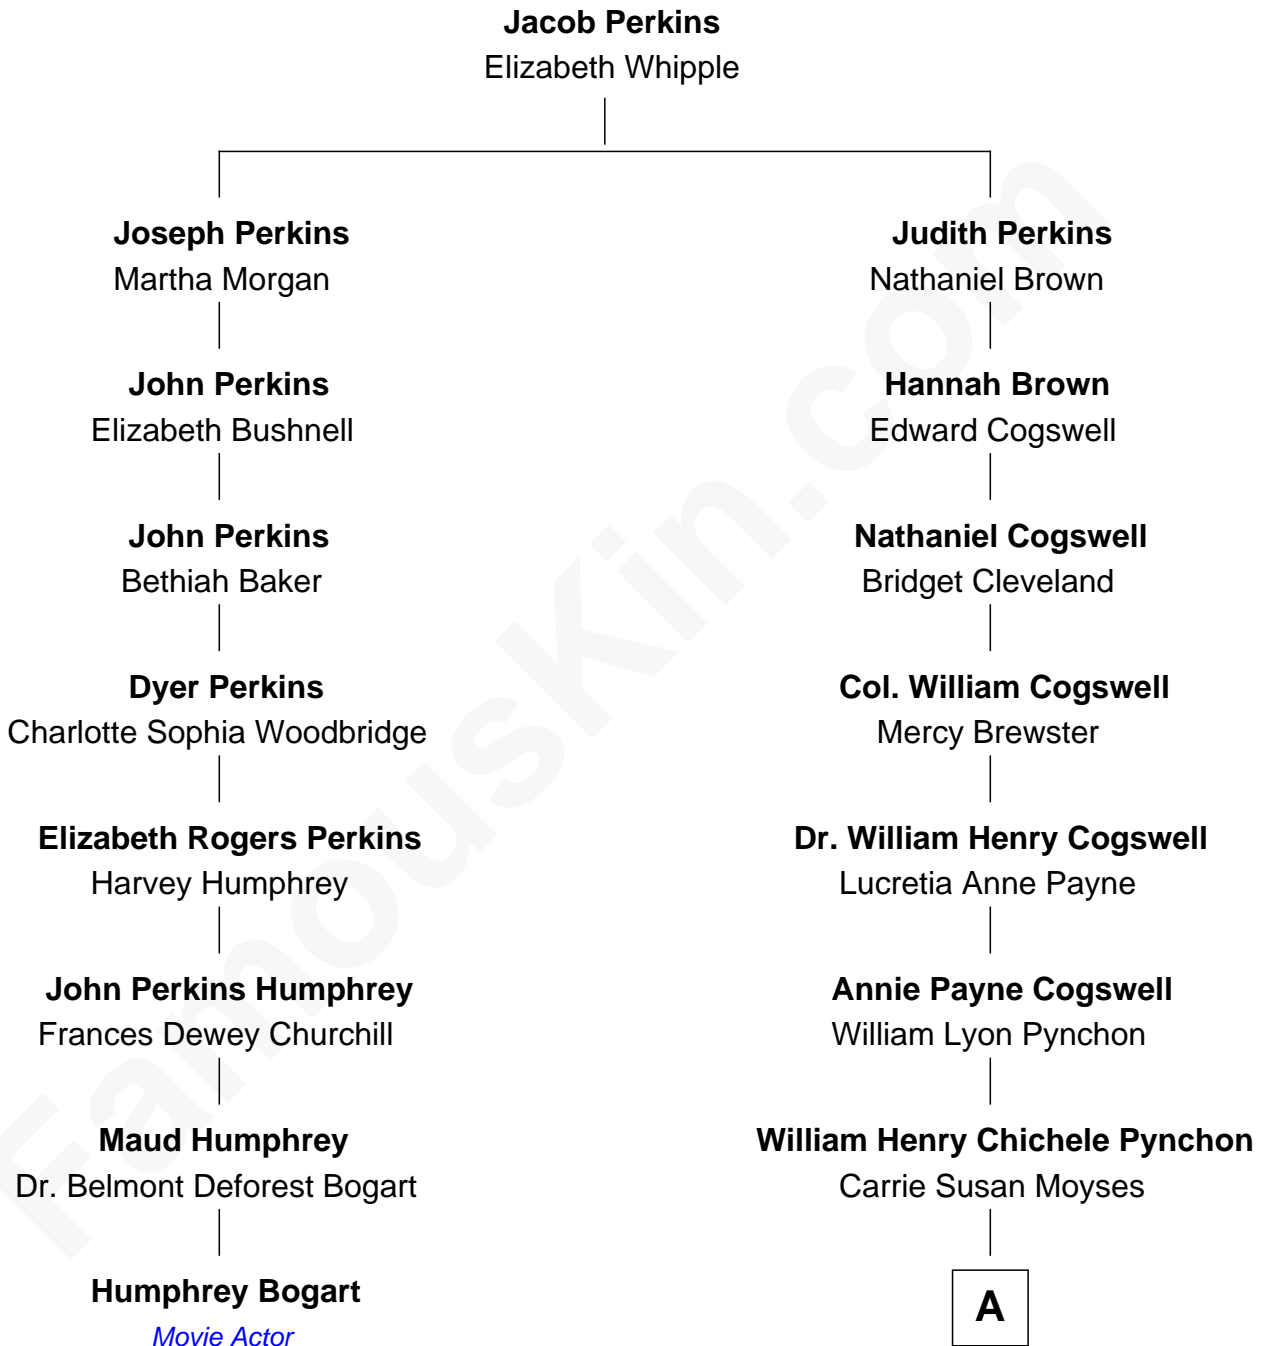 Jacob Perkins
Elizabeth Whipple
Joseph Perkins
Martha Morgan
Judith Perkins
Nathaniel Brown
John Perkins
Elizabeth Bushnell
Hannah Brown
Edward Cogswell
John Perkins
Bethiah Baker
Nathaniel Cogswell
Bridget Cleveland
Dyer Perkins
Charlotte Sophia Woodbridge
Col. William Cogswell
Mercy Brewster
Elizabeth Rogers Perkins
Harvey Humphrey
Dr. William Henry Cogswell
Lucretia Anne Payne
John Perkins Humphrey
Frances Dewey Churchill
Annie Payne Cogswell
William Lyon Pynchon
Maud Humphrey
Dr. Belmont Deforest Bogart
William Henry Chichele Pynchon
Carrie Susan Moyses
Humphrey Bogart
Movie Actor
A
FamousKin.com